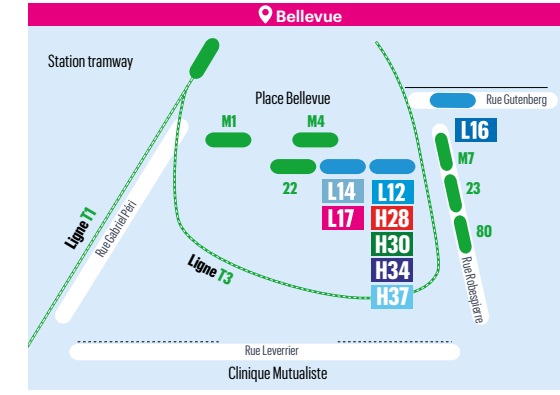 Bellevue
Station tramway
Place Bellevue
Rue Gutenberg
M1
M4
L16
M7
22
L14
L12
23
L17
H28
80
H30
H34
H37
Ligne T1
Rue Gabriel Péri
Ligne T3
Rue Robespierre
Rue Leverrier
Clinique Mutualiste